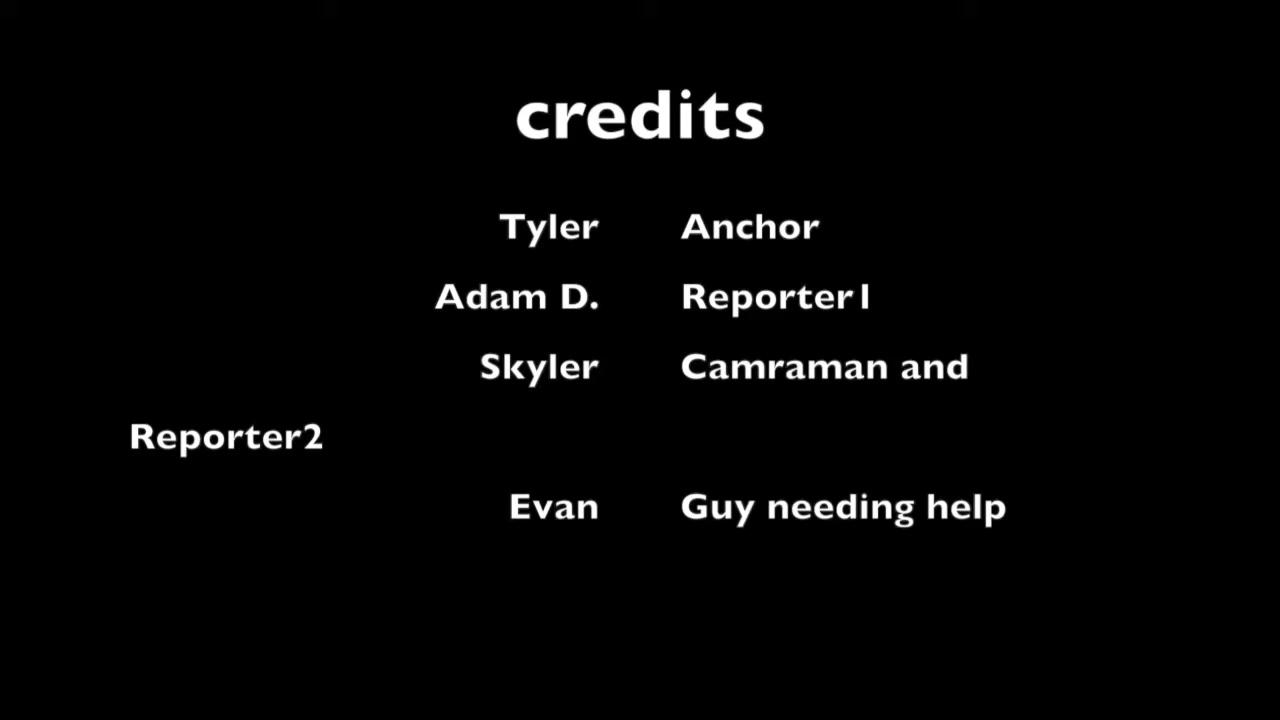 credits
Tyler Anchor
Adam D. Reporter1
Skyler Camraman and
Reporter2
Evan Guy needing help